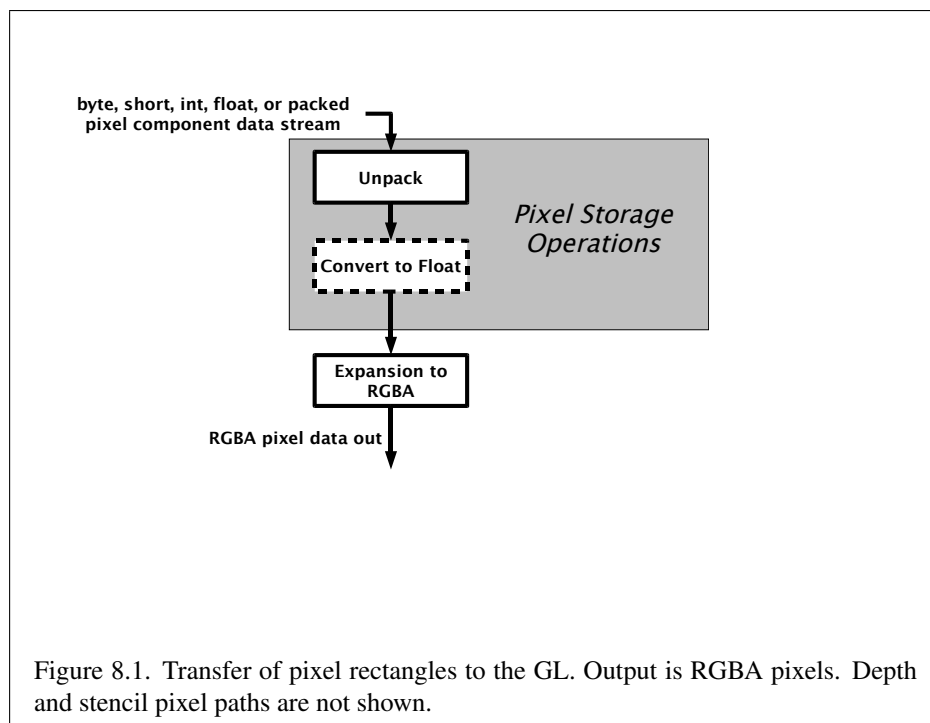 byte, short, int, float, or packed
pixel component data stream
Unpack
Pixel Storage
Operations
Convert to Float
Expansion to
RGBA
RGBA pixel data out
Figure 8.1. Transfer of pixel rectangles to the GL. Output is RGBA pixels. Depth
and stencil pixel paths are not shown.